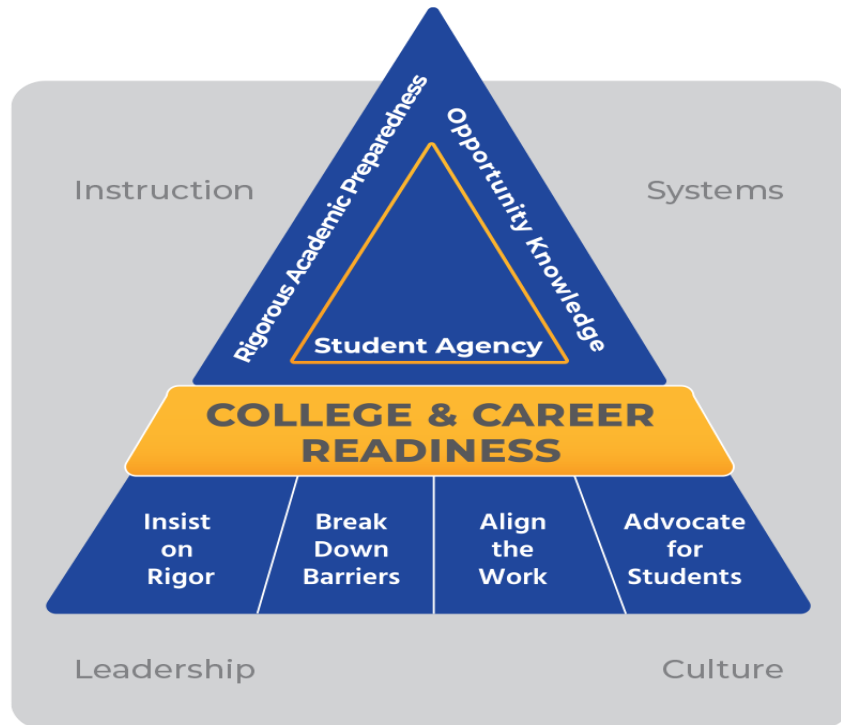 Rigorous Academic Preparedness
Opportunity Knowledge
Instruction
Systems
Student Agency
COLLEGE & CAREER
READINESS
Insist
on
Rigor
Break
Down
Barriers
Align
the
Work
Advocate
for
Students
Leadership
Culture